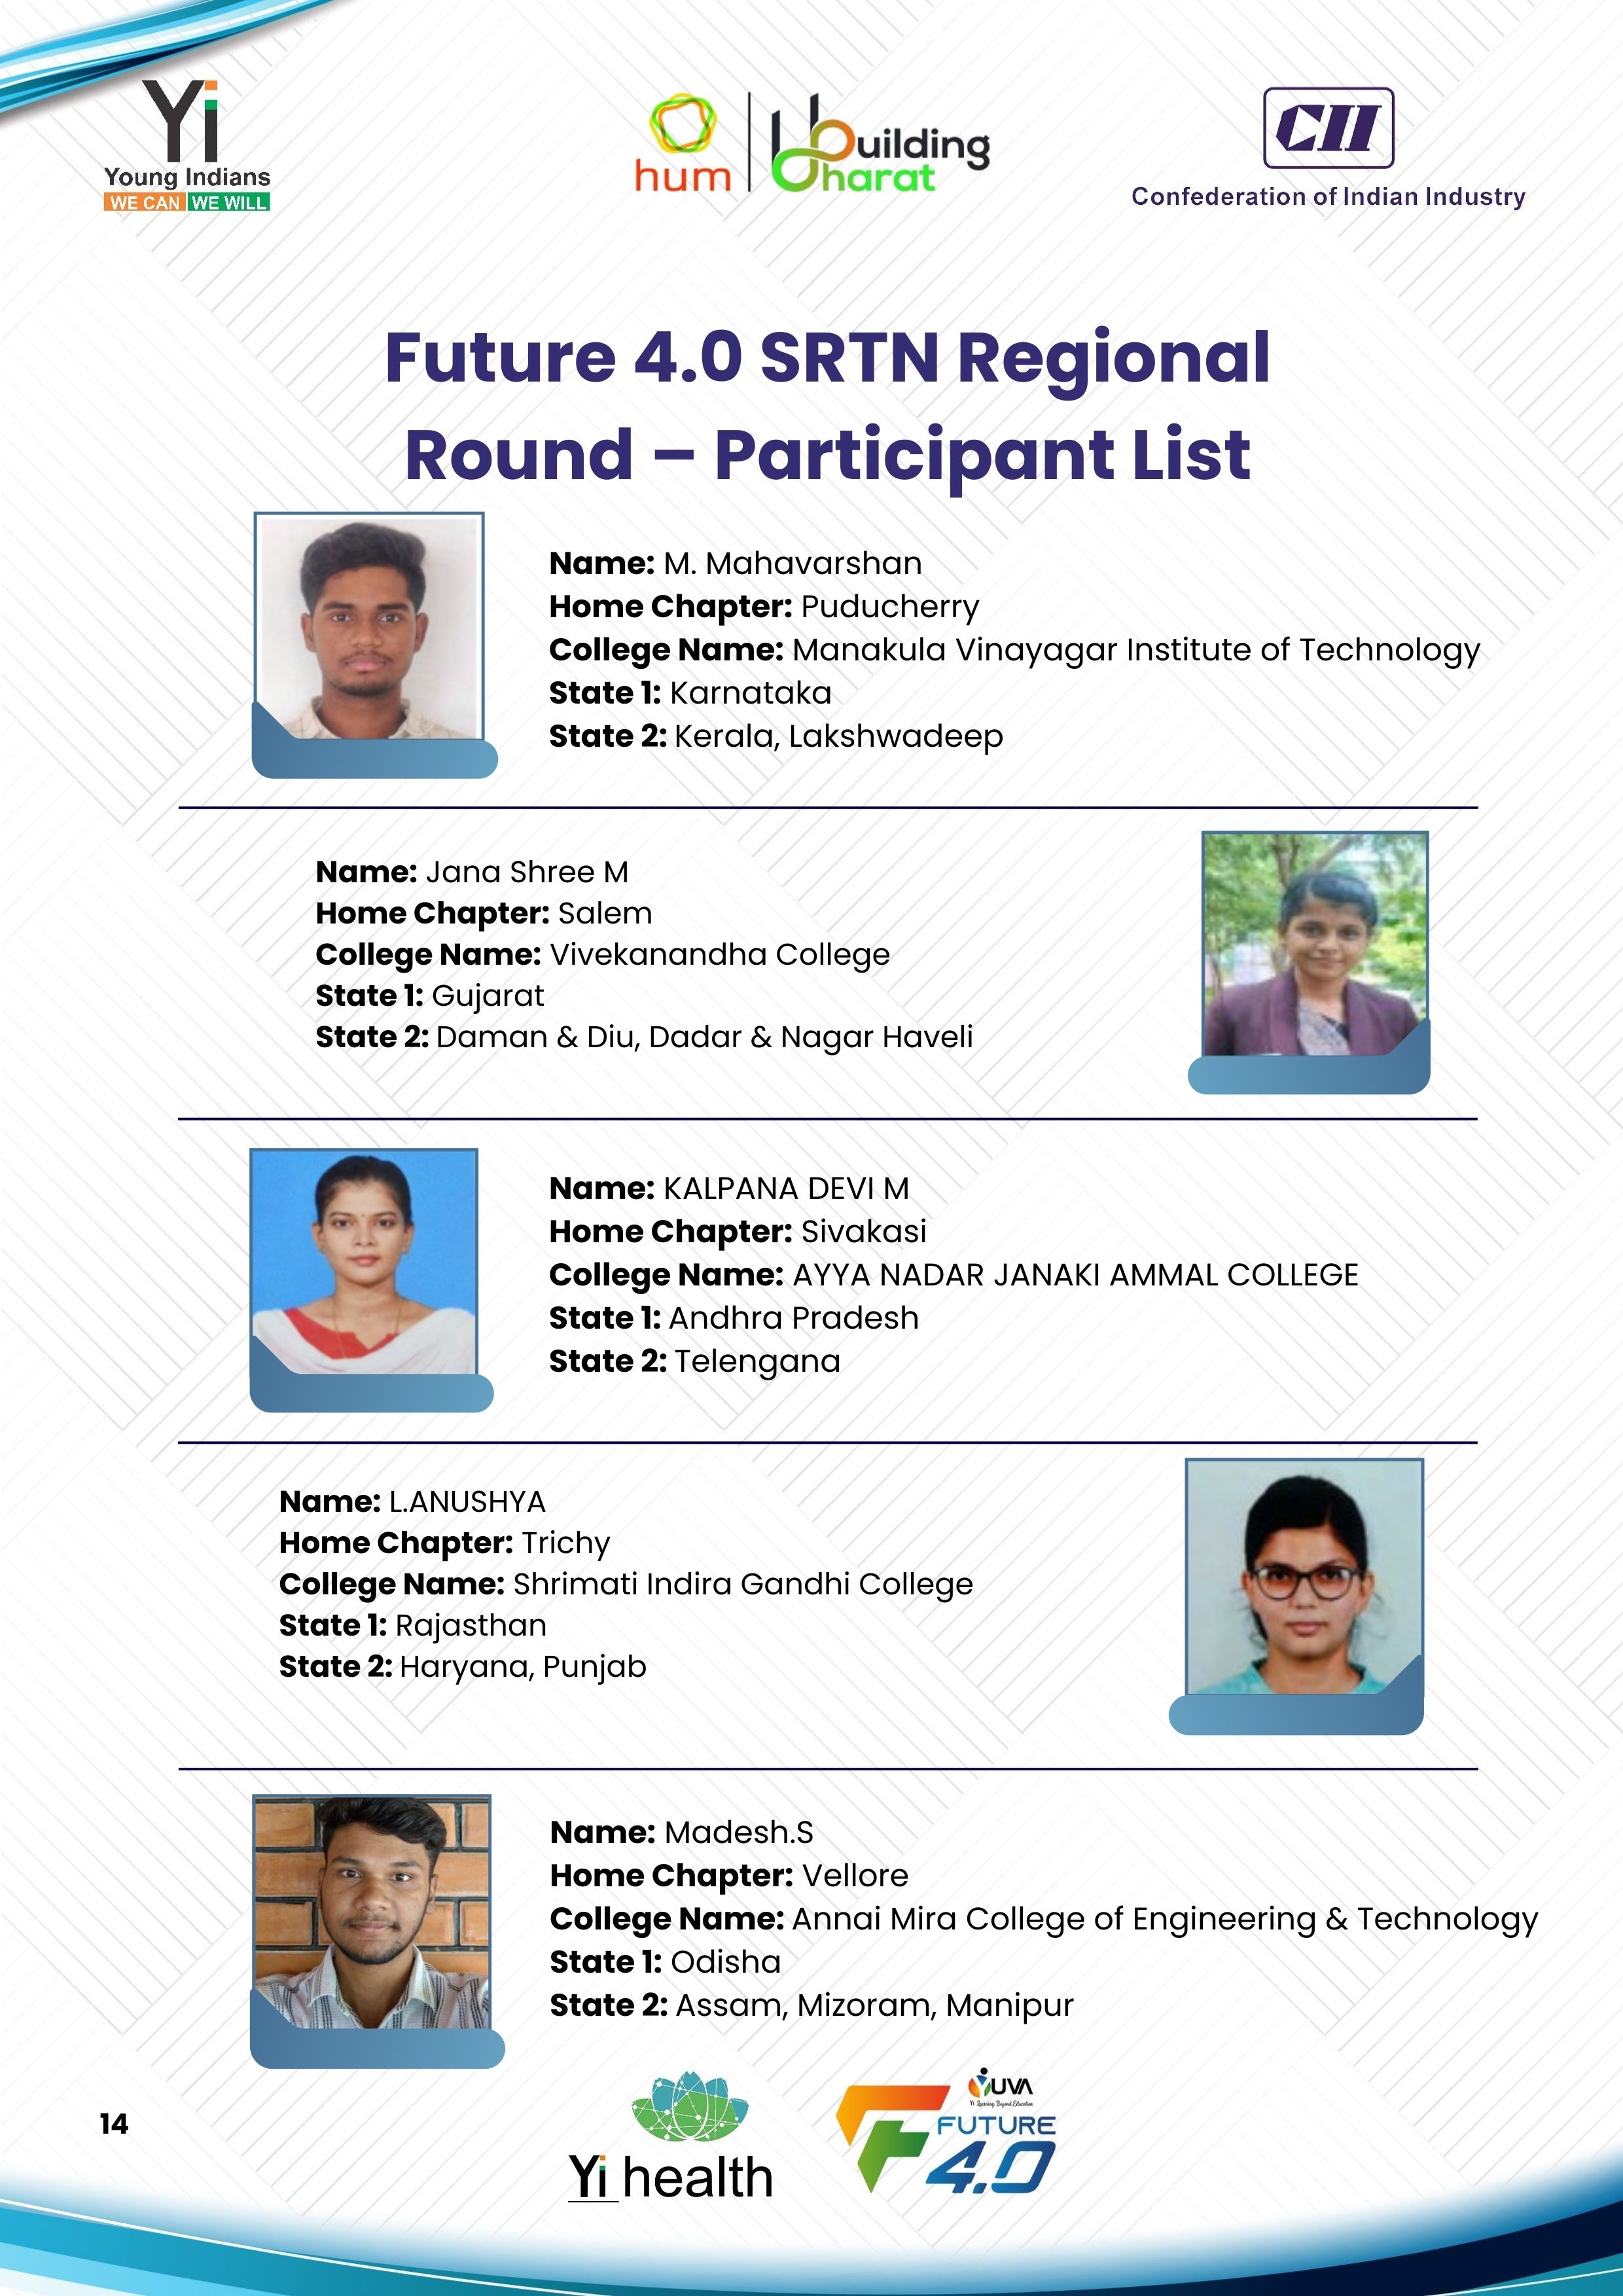 Yi
Young Indians
WE CAN WE WILL
hum
Building
Bharat
CII
Confederation of Indian Industry
Future 4.0 SRTN Regional
Round – Participant List
Name: M. Mahavarshan
Home Chapter: Puducherry
College Name: Manakula Vinayagar Institute of Technology
State 1: Karnataka
State 2: Kerala, Lakshwadeep
Name: Jana Shree M
Home Chapter: Salem
College Name: Vivekanandha College
State 1: Gujarat
State 2: Daman & Diu, Dadar & Nagar Haveli
Name: KALPANA DEVI M
Home Chapter: Sivakasi
College Name: AYYA NADAR JANAKI AMMAL COLLEGE
State 1: Andhra Pradesh
State 2: Telengana
Name: L.ANUSHYA
Home Chapter: Trichy
College Name: Shrimati Indira Gandhi College
State 1: Rajasthan
State 2: Haryana, Punjab
Name: Madesh.S
Home Chapter: Vellore
College Name: Annai Mira College of Engineering & Technology
State 1: Odisha
State 2: Assam, Mizoram, Manipur
14
Yi health
YUVA
Yi Learning Beyond Education
FUTURE
4.0